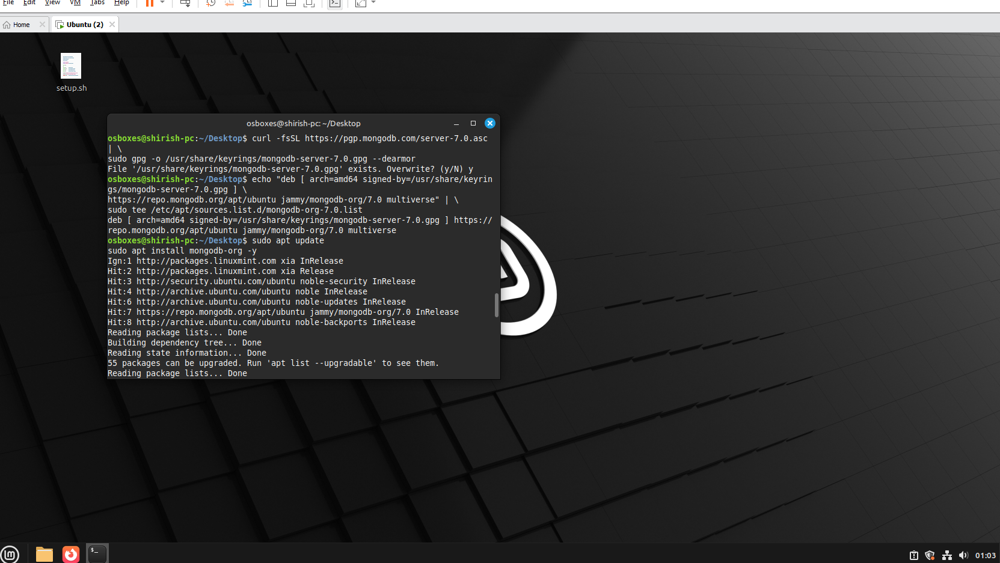 File Edit View VM Tabs Help
Home Ubuntu (2)
setup.sh
osboxes@shirish-pc: ~/Desktop
osboxes@shirish-pc:~/Desktop$ curl -fsSL https://pgp.mongodb.com/server-7.0.asc
| \
sudo gpg -o /usr/share/keyrings/mongodb-server-7.0.gpg --dearmor
File '/usr/share/keyrings/mongodb-server-7.0.gpg' exists. Overwrite? (y/N) y
osboxes@shirish-pc:~/Desktop$ echo "deb [ arch=amd64 signed-by=/usr/share/keyrin
gs/mongodb-server-7.0.gpg ] \
https://repo.mongodb.org/apt/ubuntu jammy/mongodb-org/7.0 multiverse" | \
sudo tee /etc/apt/sources.list.d/mongodb-org-7.0.list
deb [ arch=amd64 signed-by=/usr/share/keyrings/mongodb-server-7.0.gpg ] https://
repo.mongodb.org/apt/ubuntu jammy/mongodb-org/7.0 multiverse
osboxes@shirish-pc:~/Desktop$ sudo apt update
sudo apt install mongodb-org -y
Ign:1 http://packages.linuxmint.com xia InRelease
Hit:2 http://packages.linuxmint.com xia Release
Hit:3 http://security.ubuntu.com/ubuntu noble-security InRelease
Hit:4 http://archive.ubuntu.com/ubuntu noble InRelease
Hit:6 http://archive.ubuntu.com/ubuntu noble-updates InRelease
Hit:7 https://repo.mongodb.org/apt/ubuntu jammy/mongodb-org/7.0 InRelease
Hit:8 http://archive.ubuntu.com/ubuntu noble-backports InRelease
Reading package lists... Done
Building dependency tree... Done
Reading state information... Done
55 packages can be upgraded. Run 'apt list --upgradable' to see them.
Reading package lists... Done
01:03